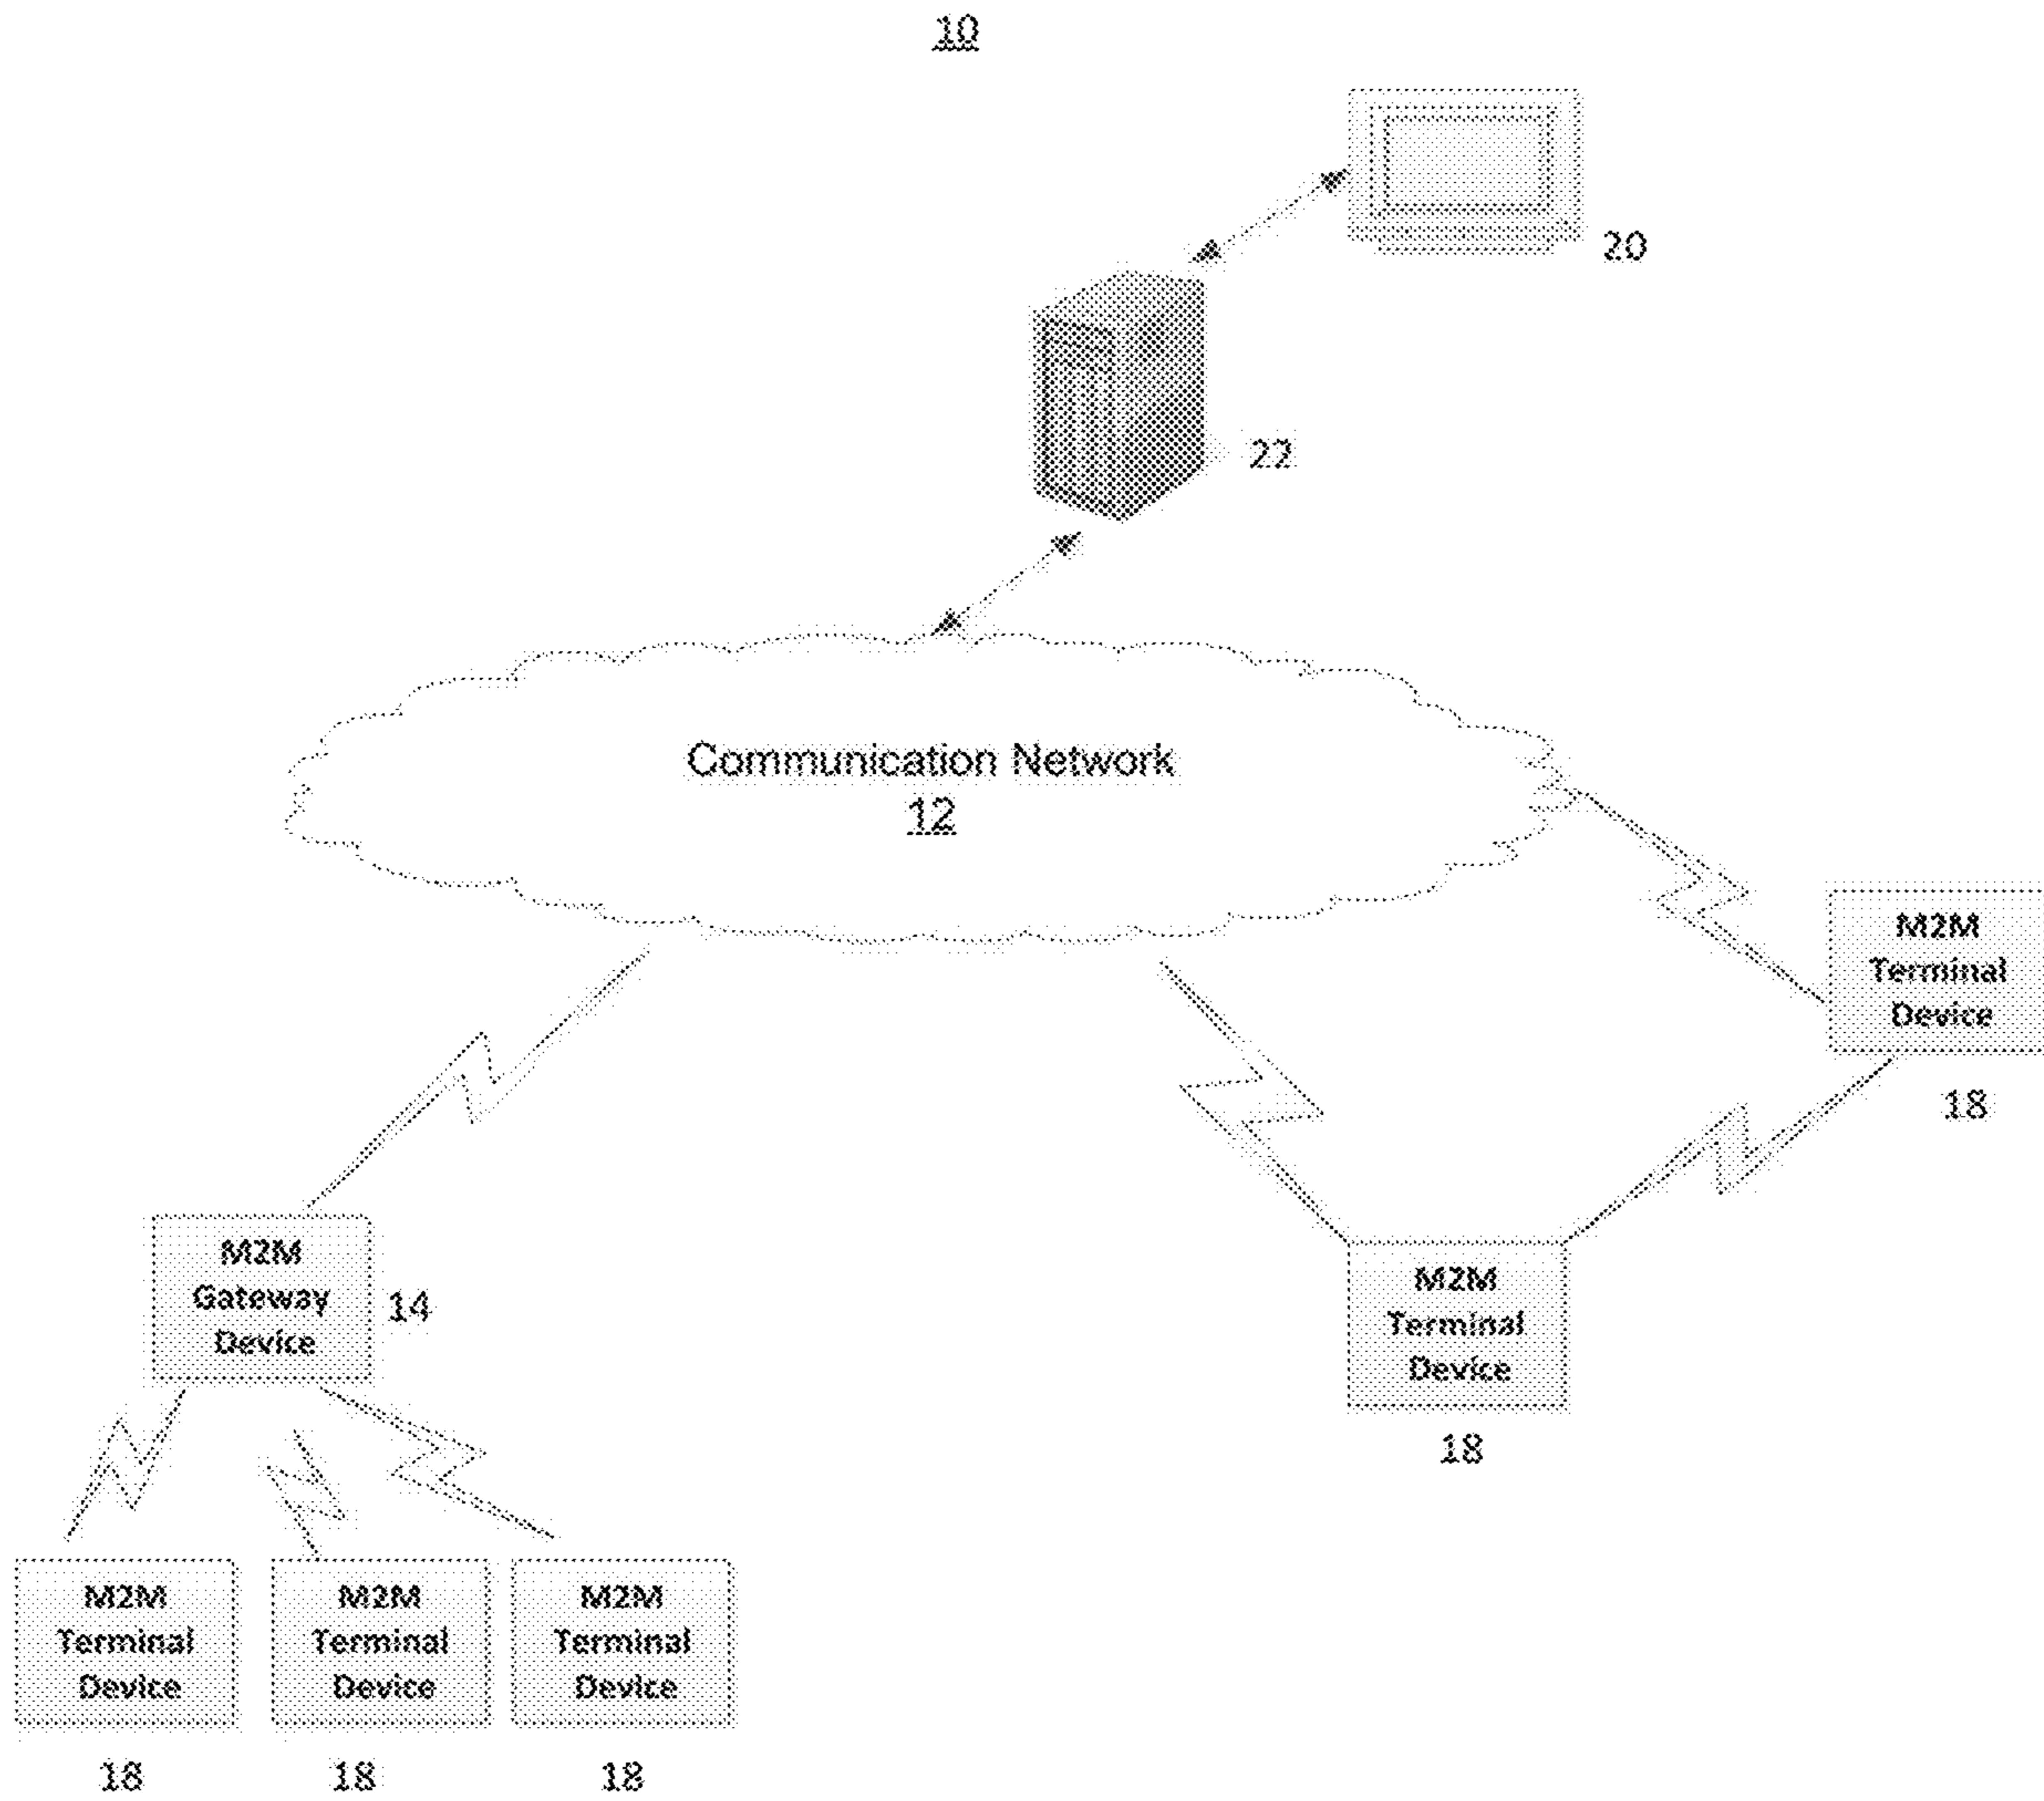 10
20
22
Communication Network
12
M2M
Terminal
Device
18
M2M
Gateway
Device
14
M2M
Terminal
Device
18
M2M
Terminal
Device
18
M2M
Terminal
Device
18
M2M
Terminal
Device
18